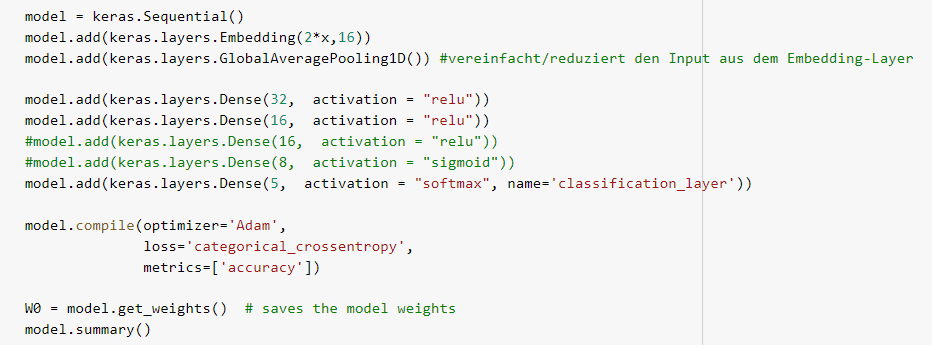 model = keras.Sequential()
model.add(keras.layers.Embedding(2*x,16))
model.add(keras.layers.GlobalAveragePooling1D()) #vereinfacht/reduziert den Input aus dem Embedding-Layer
model.add(keras.layers.Dense(32,  activation = "relu"))
model.add(keras.layers.Dense(16,  activation = "relu"))
#model.add(keras.layers.Dense(16,  activation = "relu"))
#model.add(keras.layers.Dense(8,  activation = "sigmoid"))
model.add(keras.layers.Dense(5,  activation = "softmax", name='classification_layer'))
model.compile(optimizer='Adam',
              loss='categorical_crossentropy',
              metrics=['accuracy'])
W0 = model.get_weights()  # saves the model weights
model.summary()